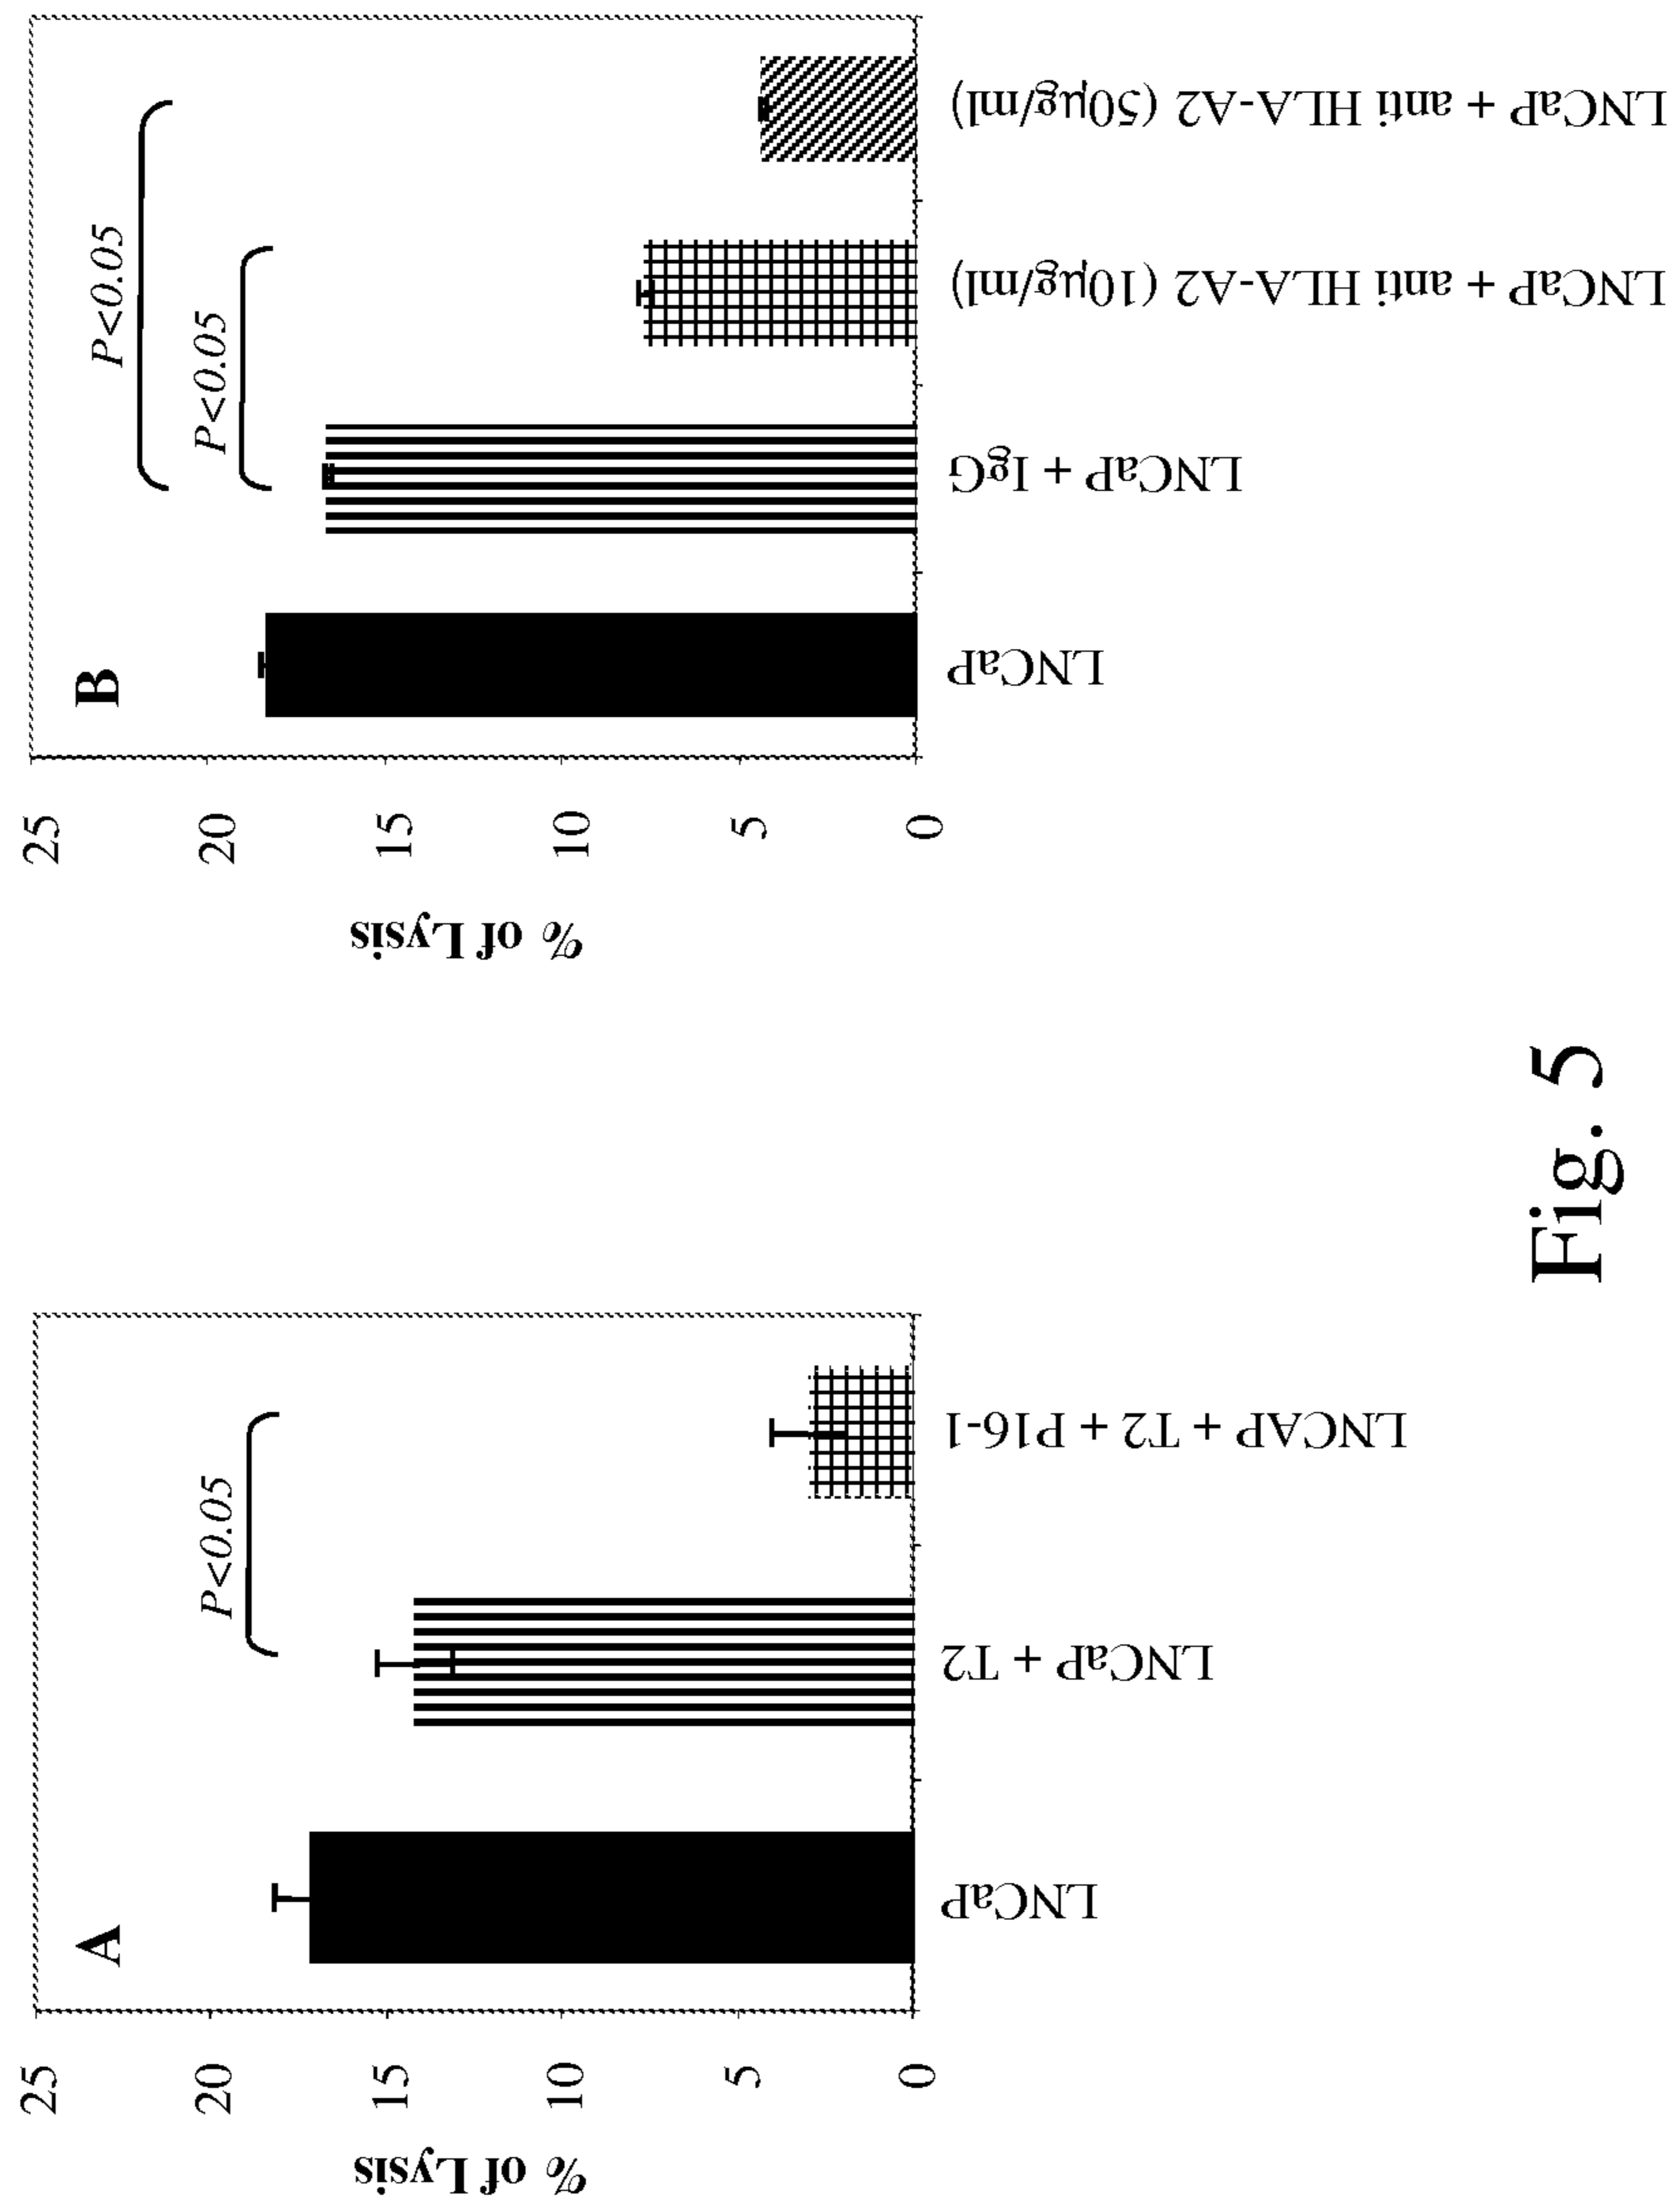 A
P<0.05
25
20
15
10
5
0
% of Lysis
LNCaP
LNCaP + T2
LNCAP + T2 + P16-1
B
P<0.05
P<0.05
25
20
15
10
5
0
% of Lysis
LNCaP
LNCaP + IgG
LNCaP + anti HLA-A2 (10µg/ml)
LNCaP + anti HLA-A2 (50µg/ml)
Fig. 5